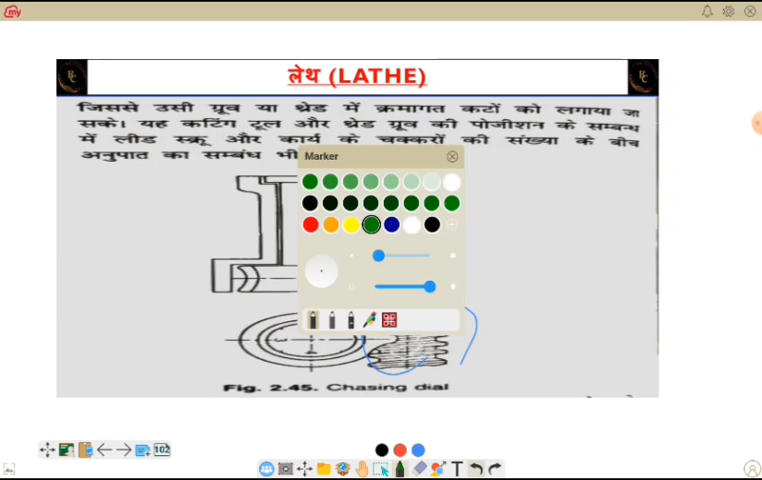 my
लेथ (LATHE)
जिससे उसी ग्रूव या थ्रेड में क्रमागत कटों को लगाया जा
सके। यह कटिंग टूल और थ्रेड ग्रूव की पोजीशन के सम्बन्ध
में लीड स्क्रू और कार्य के चक्करों की संख्या के बीच
अनुपात का सम्बंध भी
Marker
Fig. 2.45. Chasing dial
102
T